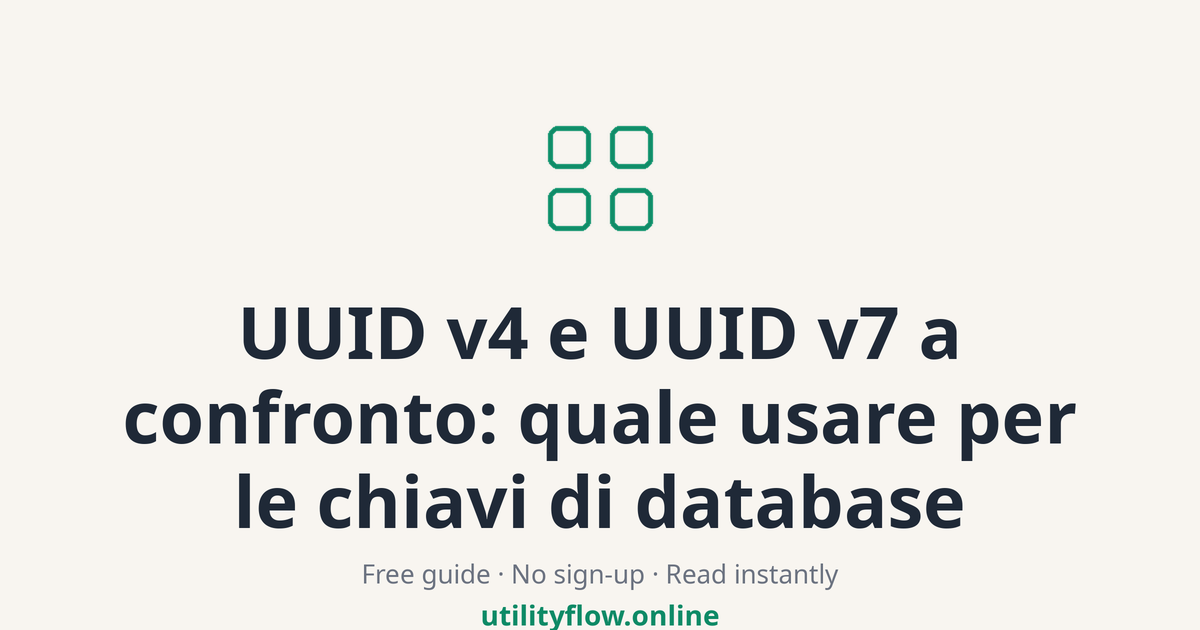 UUID v4 e UUID v7 a
confronto: quale usare per
le chiavi di database
Free guide · No sign-up · Read instantly
utilityflow.online